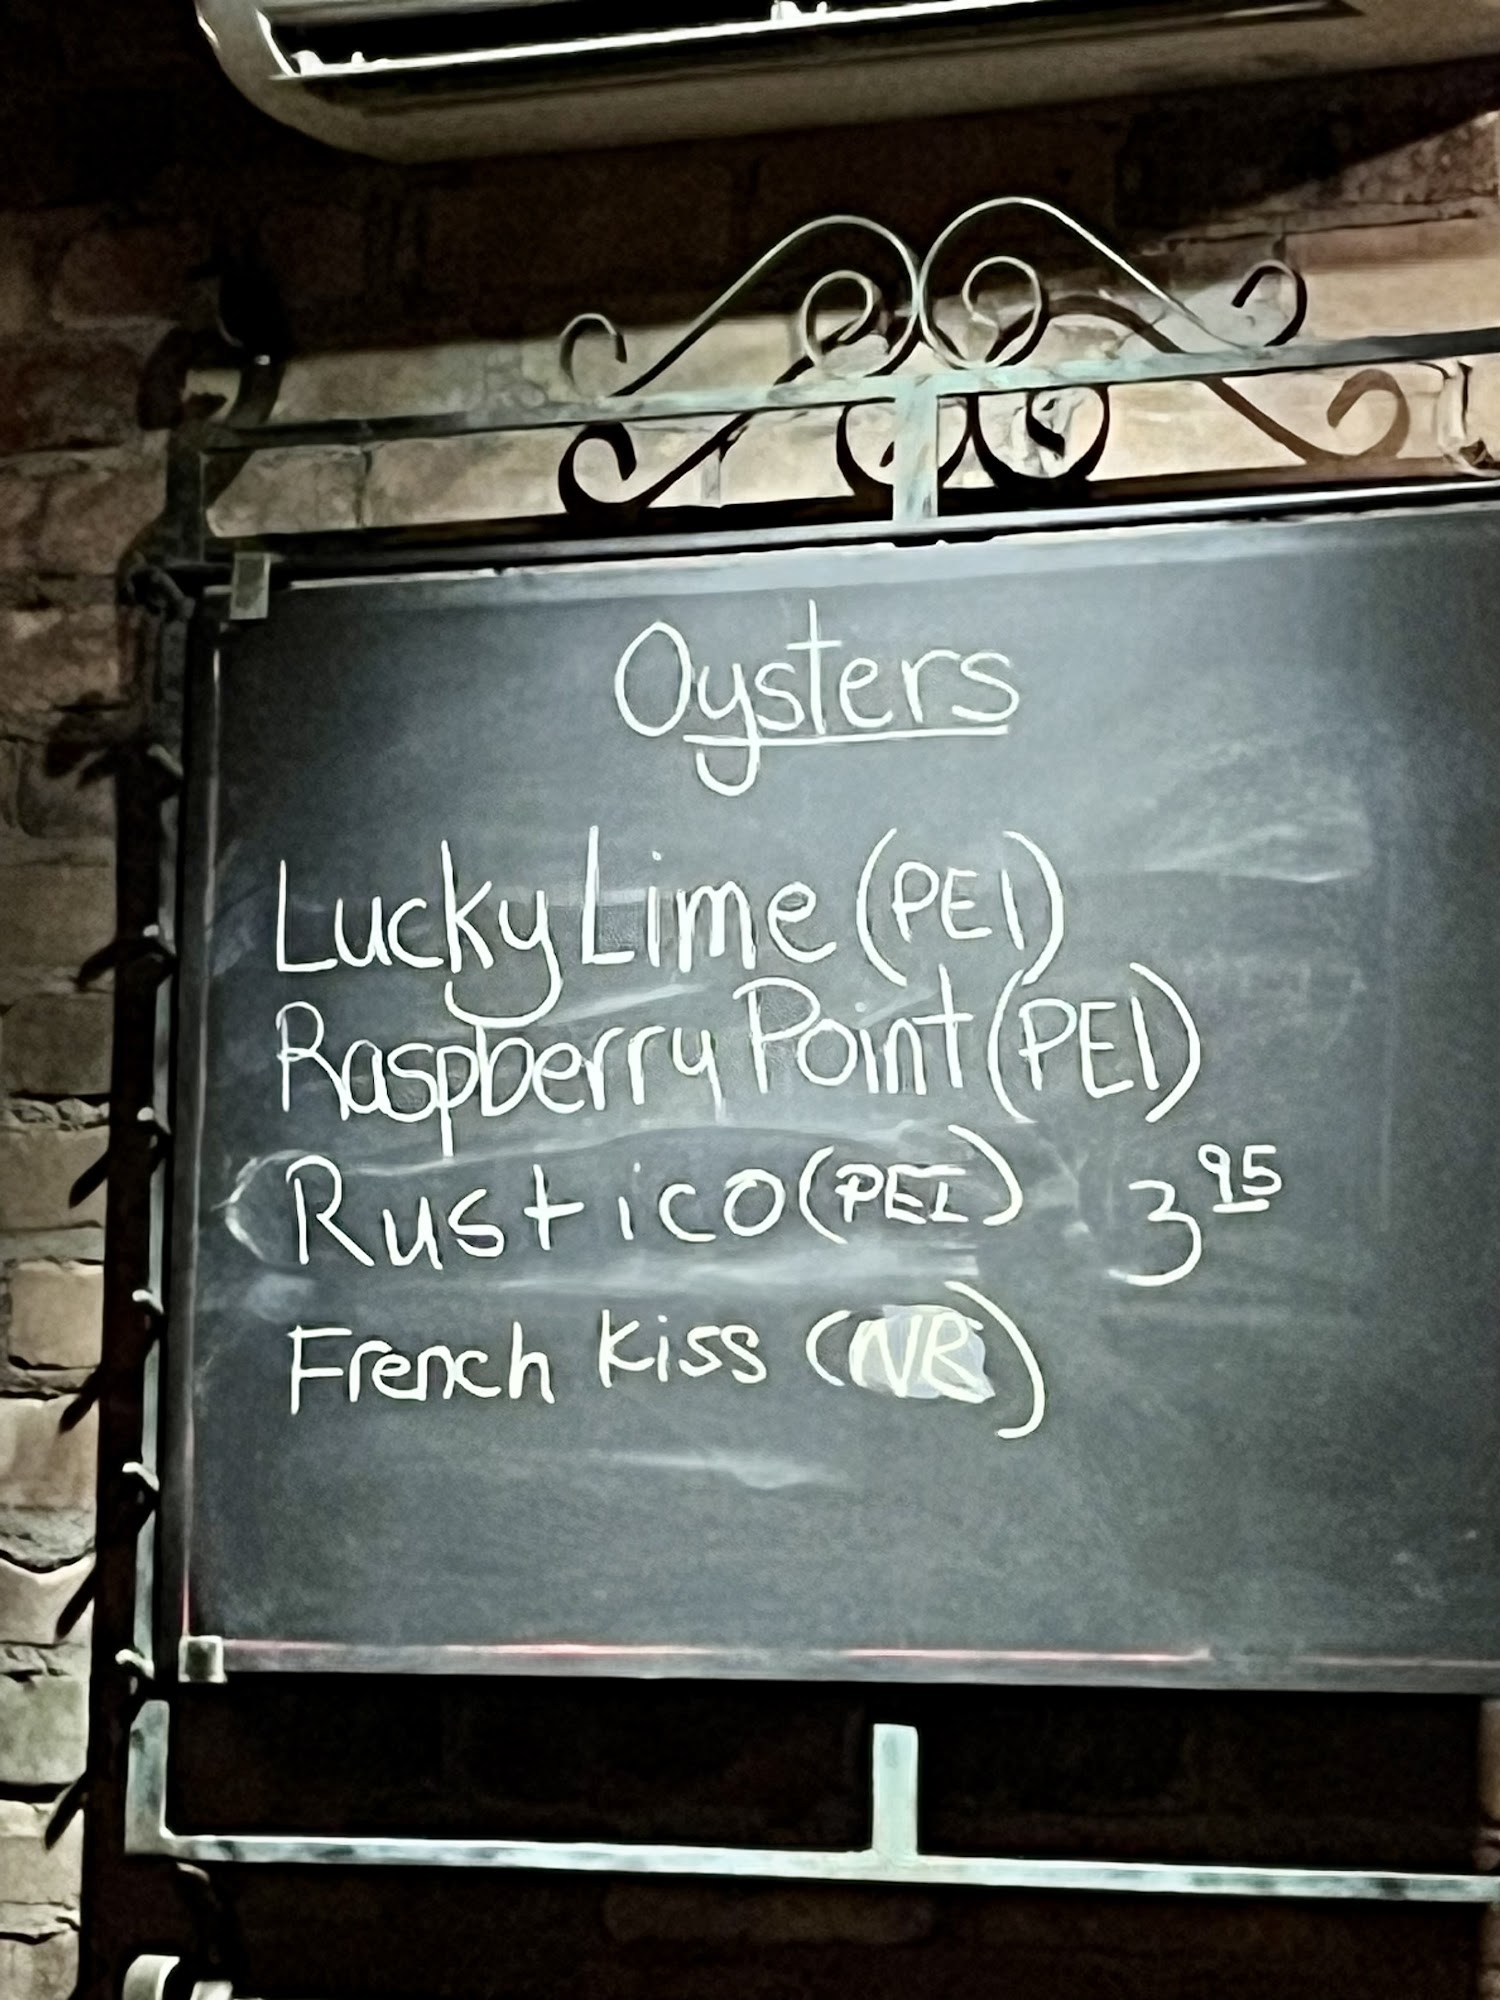 Oysters
Lucky Lime (PEI)
Raspberry Point (PEI)
Rustico (PEI) 3 95
French Kiss (NB)